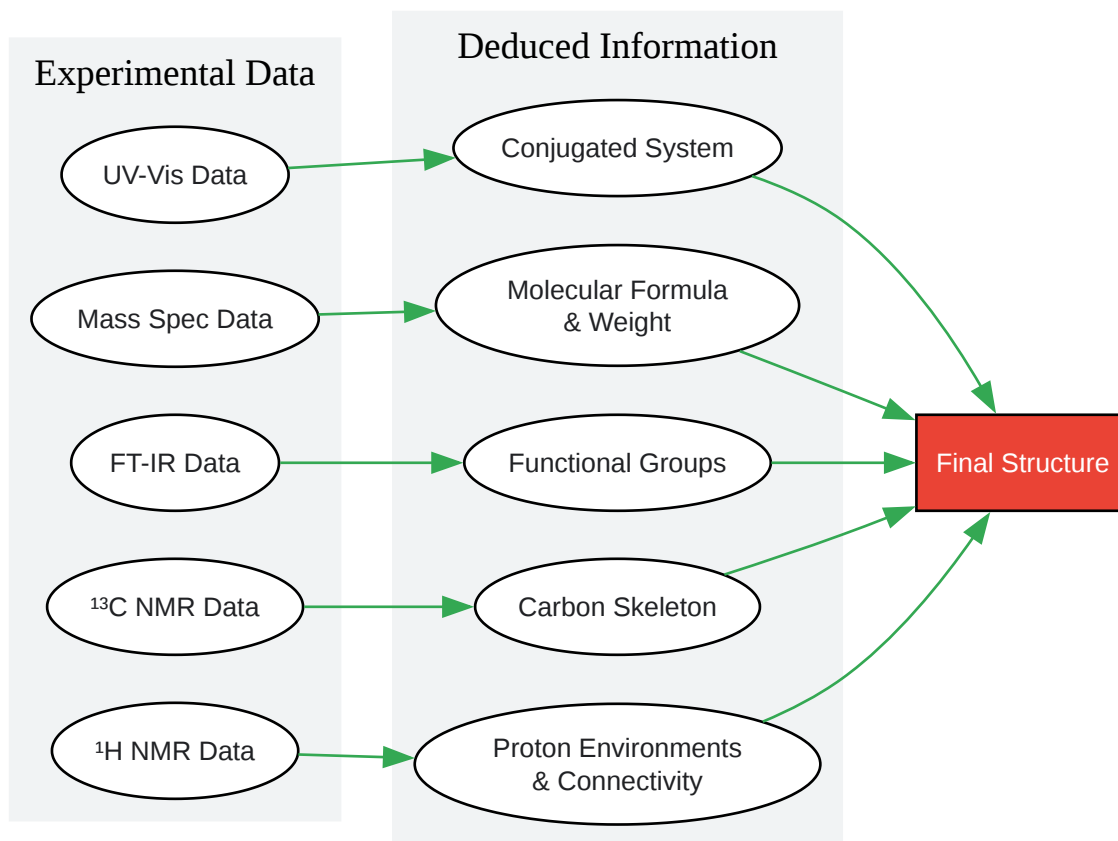 Experimental Data
Deduced Information
UV-Vis Data
Conjugated System
Mass Spec Data
Molecular Formula
& Weight
FT-IR Data
Functional Groups
Final Structure
¹³C NMR Data
Carbon Skeleton
¹H NMR Data
Proton Environments
& Connectivity